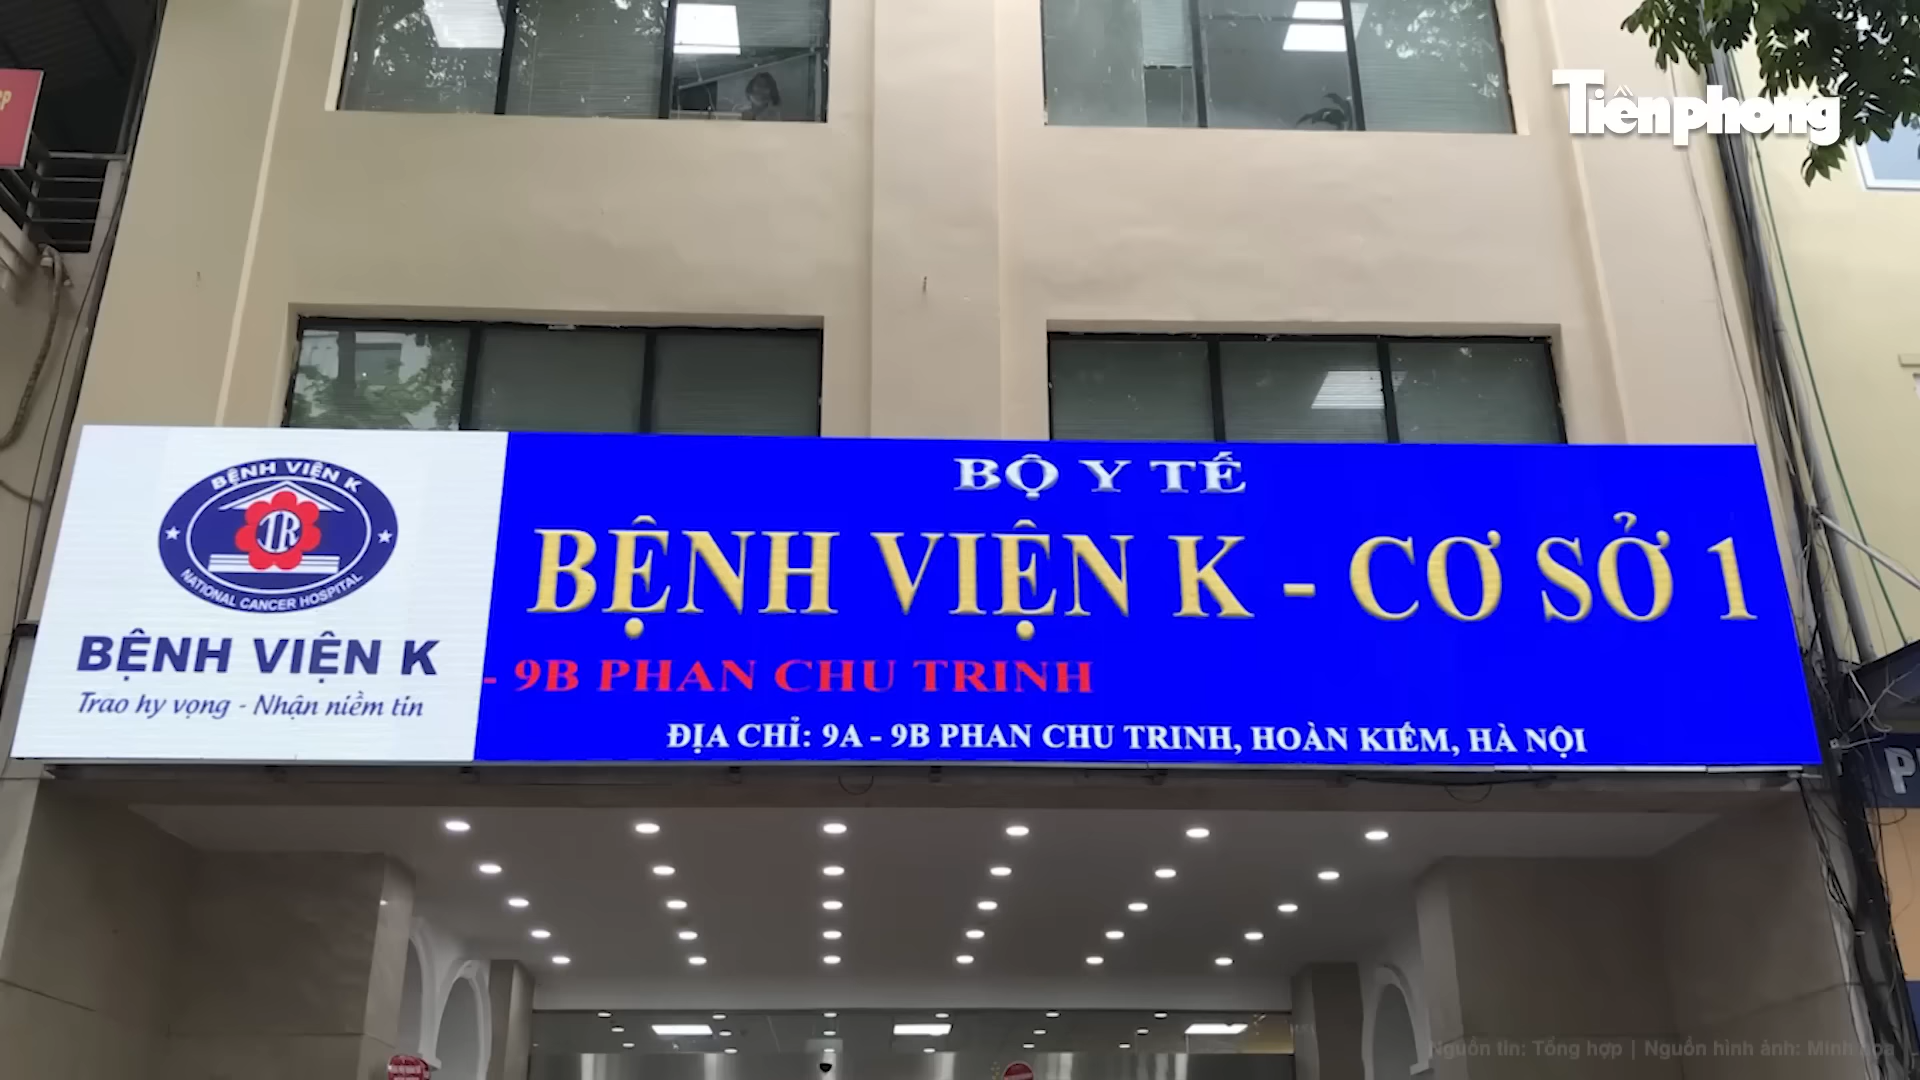 Tiềnphong
BỆNH VIỆN K
TR
NATIONAL CANCER HOSPITAL
BỆNH VIỆN K
Trao hy vọng - Nhận niềm tin
BỘ Y TẾ
BỆNH VIỆN K - CƠ SỞ 1
- 9B PHAN CHU TRINH
ĐỊA CHỈ: 9A - 9B PHAN CHU TRINH, HOÀN KIẾM, HÀ NỘI
Nguồn tin: Tổng hợp | Nguồn hình ảnh: Minh họa